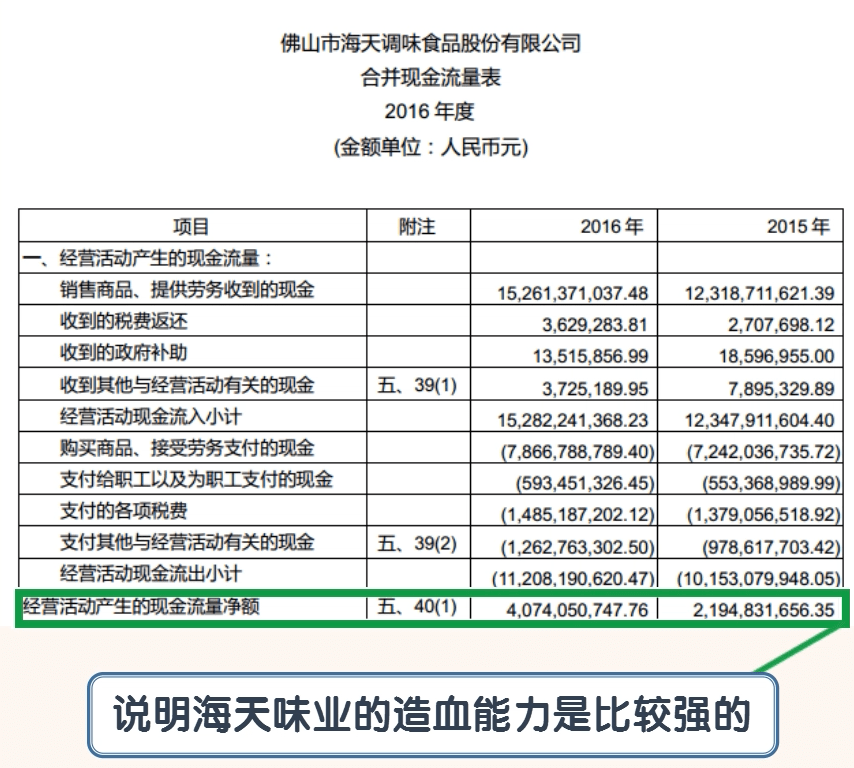 佛山市海天调味食品股份有限公司
合并现金流量表
2016 年度
(金额单位：人民币元)
项目 附注 2016 年 2015 年
一、经营活动产生的现金流量：
销售商品、提供劳务收到的现金 15,261,371,037.48 12,318,711,621.39
收到的税费返还 3,629,283.81 2,707,698.12
收到的政府补助 13,515,856.99 18,596,955.00
收到其他与经营活动有关的现金 五、39(1) 3,725,189.95 7,895,329.89
经营活动现金流入小计 15,282,241,368.23 12,347,911,604.40
购买商品、接受劳务支付的现金 (7,866,788,789.40) (7,242,036,735.72)
支付给职工以及为职工支付的现金 (593,451,326.45) (553,368,989.99)
支付的各项税费 (1,485,187,202.12) (1,379,056,518.92)
支付其他与经营活动有关的现金 五、39(2) (1,262,763,302.50) (978,617,703.42)
经营活动现金流出小计 (11,208,190,620.47) (10,153,079,948.05)
经营活动产生的现金流量净额 五、40(1) 4,074,050,747.76 2,194,831,656.35
说明海天味业的造血能力是比较强的